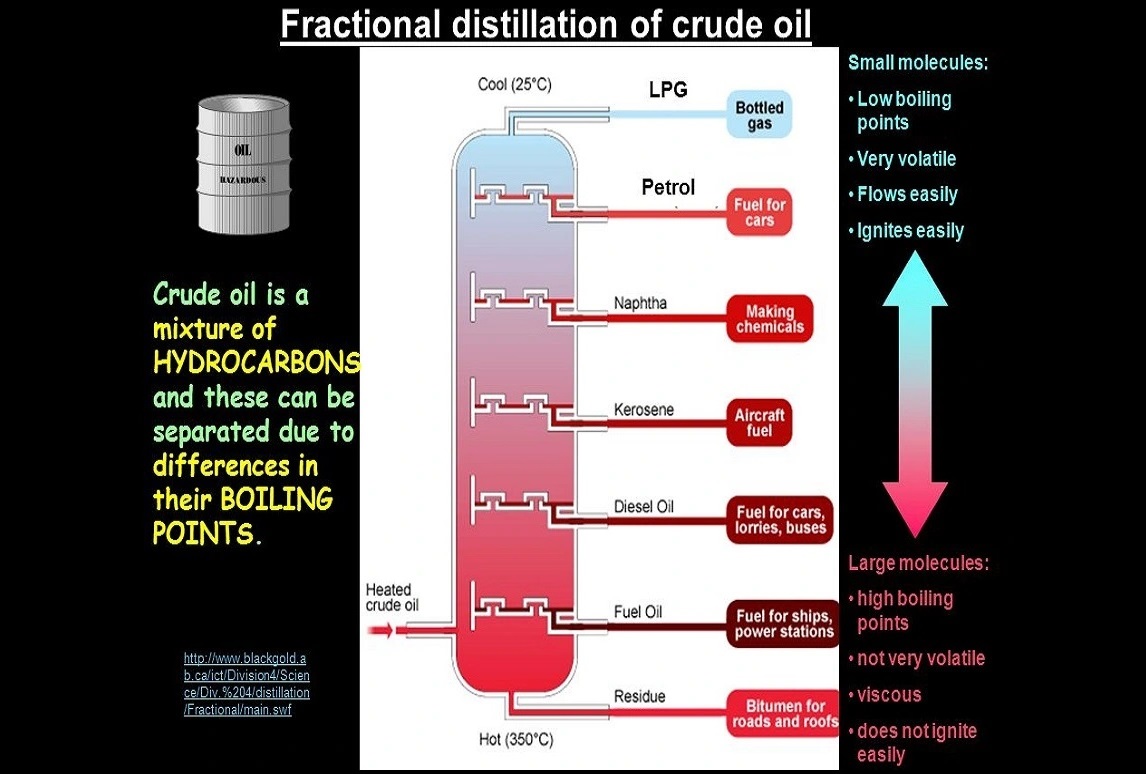 Fractional distillation of crude oil
OIL
HAZARDOUS
Crude oil is a
mixture of
HYDROCARBONS
and these can be
separated due to
differences in
their BOILING
POINTS.
http://www.blackgold.a
b.ca/ict/Division4/Scien
ce/Div.%204/distillation
/Fractional/main.swf
Cool (25°C)
LPG
Bottled
gas
Petrol
Fuel for
cars
Naphtha
Making
chemicals
Kerosene
Aircraft
fuel
Diesel Oil
Fuel for cars,
lorries, buses
Heated
crude oil
Fuel Oil
Fuel for ships,
power stations
Residue
Bitumen for
roads and roofs
Hot (350°C)
Small molecules:
• Low boiling
points
• Very volatile
• Flows easily
• Ignites easily
Large molecules:
• high boiling
points
• not very volatile
• viscous
• does not ignite
easily